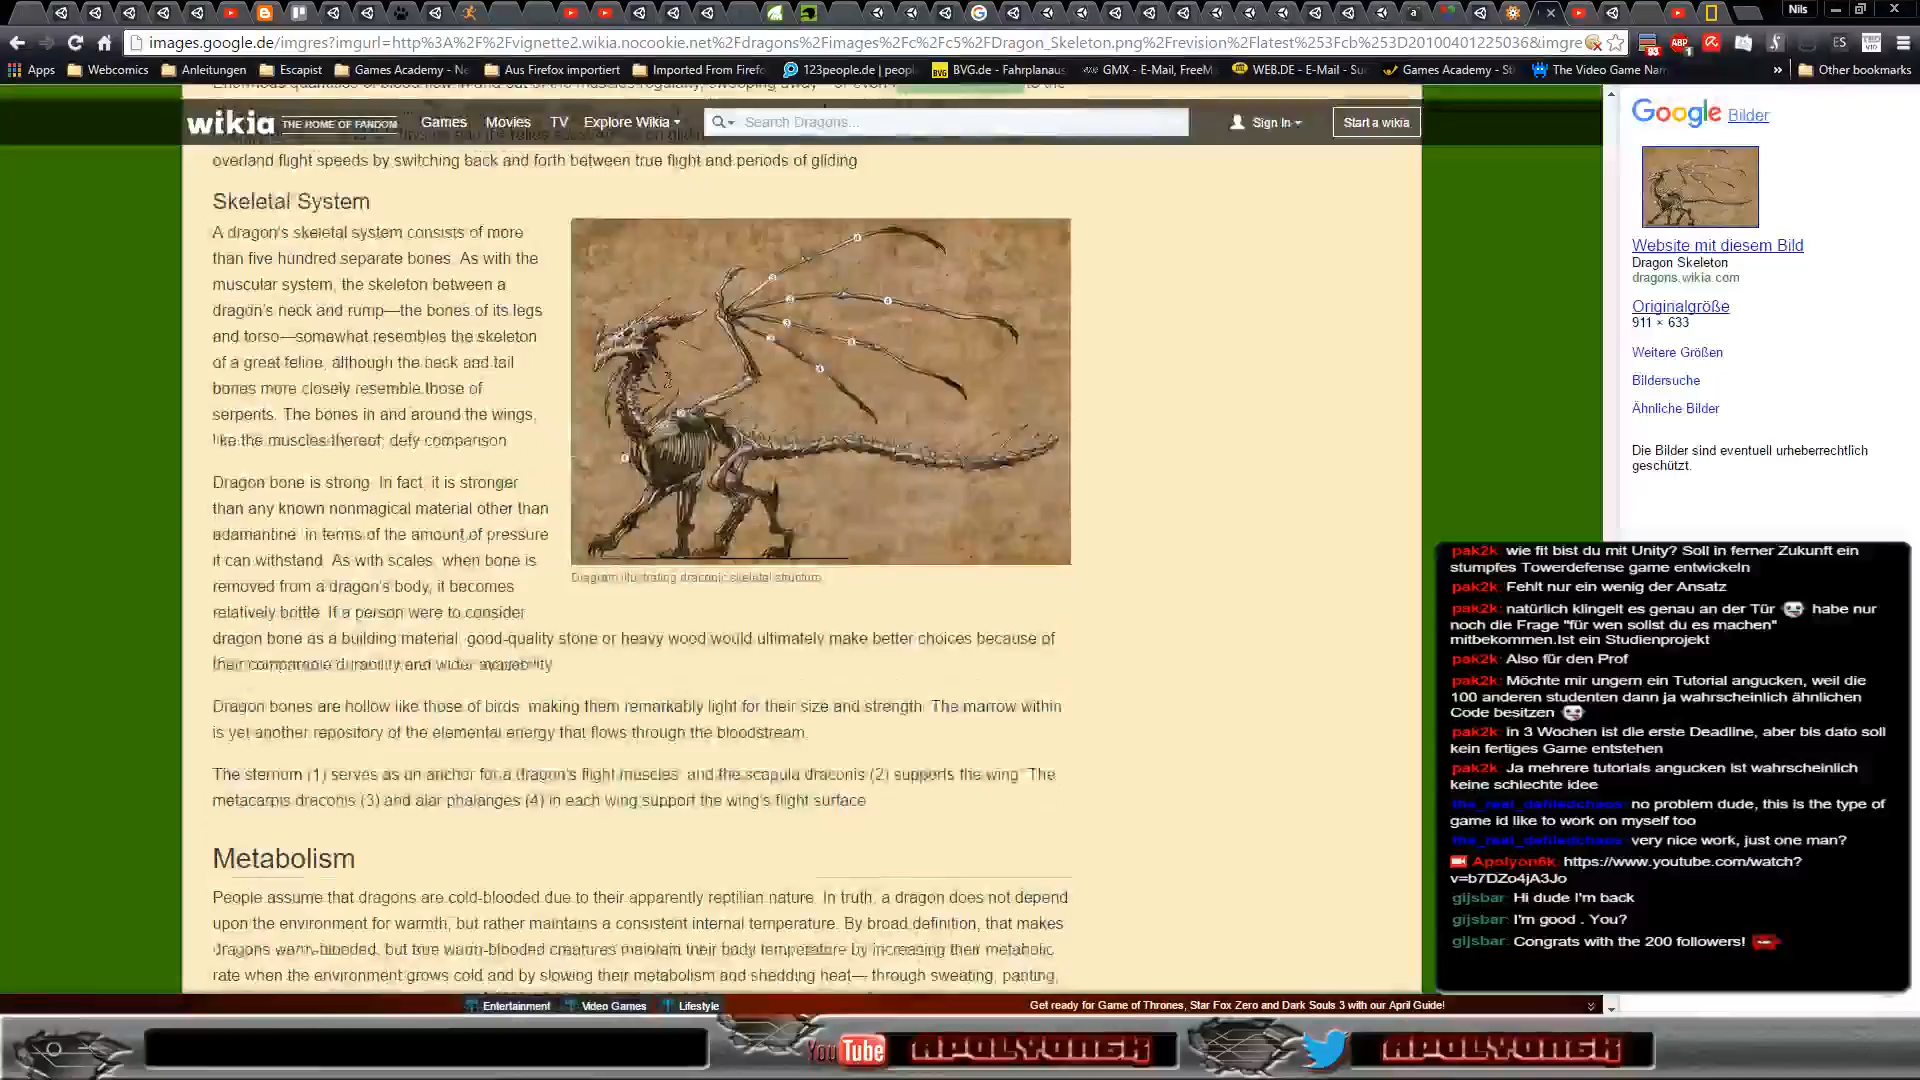 Nils
images.google.de/imgres?imgurl=http%3A%2F%2Fvignette2.wikia.nocookie.net%2Fdragons%2Fimages%2Fc%2Fc5%2FDragon_Skeleton.png%2Frevision%2Flatest%253Fcb%253D20100401225036&imgre
Apps Webcomics Anleitungen Escapist Games Academy - Ne Aus Firefox importiert Imported From Firefo 123people.de | peopl BVG.de - Fahrplanaus GMX - E-Mail, FreeM WEB.DE - E-Mail - Su Games Academy - St The Video Game Nam » Other bookmarks
wikia THE HOME OF FANDOM Games Movies TV Explore Wikia Search Dragons... Sign In Start a wikia
overland flight speeds by switching back and forth between true flight and periods of gliding
Skeletal System
A dragon's skeletal system consists of more
than five hundred separate bones. As with the
muscular system, the skeleton between a
dragon's neck and rump—the bones of its legs
and torso—somewhat resembles the skeleton
of a great feline, although the neck and tail
bones more closely resemble those of
serpents. The bones in and around the wings,
like the muscles thereof, defy comparison
Dragon bone is strong. In fact, it is stronger
than any known nonmagical material other than
adamantine in terms of the amount of pressure
it can withstand. As with scales, when bone is
removed from a dragon's body, it becomes
relatively brittle. If a person were to consider
dragon bone as a building material, good-quality stone or heavy wood would ultimately make better choices because of
their comparable durability and wider availability
Diagram illustrating draconic skeletal structure
Dragon bones are hollow like those of birds, making them remarkably light for their size and strength. The marrow within
is yet another repository of the elemental energy that flows through the bloodstream.
The sternum (1) serves as an anchor for a dragon's flight muscles, and the scapula draconis (2) supports the wing. The
metacarpis draconis (3) and alar phalanges (4) in each wing support the wing's flight surface
Metabolism
People assume that dragons are cold-blooded due to their apparently reptilian nature. In truth, a dragon does not depend
upon the environment for warmth, but rather maintains a consistent internal temperature. By broad definition, that makes
dragons warm-blooded, but true warm-blooded creatures maintain their body temperature by increasing their metabolic
rate when the environment grows cold and by slowing their metabolism and shedding heat— through sweating, panting,
Entertainment Video Games Lifestyle Get ready for Game of Thrones, Star Fox Zero and Dark Souls 3 with our April Guide!
Google Bilder
Website mit diesem Bild
Dragon Skeleton
dragons.wikia.com
Originalgröße
911 × 633
Weitere Größen
Bildersuche
Ähnliche Bilder
Die Bilder sind eventuell urheberrechtlich
geschützt.
pak2k: wie fit bist du mit Unity? Soll in ferner Zukunft ein
stumpfes Towerdefense game entwickeln
pak2k: Fehlt nur ein wenig der Ansatz
pak2k: natürlich klingelt es genau an der Tür habe nur
noch die Frage "für wen sollst du es machen"
mitbekommen.Ist ein Studienprojekt
pak2k: Also für den Prof
pak2k: Möchte mir ungern ein Tutorial angucken, weil die
100 anderen studenten dann ja wahrscheinlich ähnlichen
Code besitzen
pak2k: in 3 Wochen ist die erste Deadline, aber bis dato soll
kein fertiges Game entstehen
pak2k: Ja mehrere tutorials angucken ist wahrscheinlich
keine schlechte idee
the_real_defiledchaos: no problem dude, this is the type of
game id like to work on myself too
the_real_defiledchaos: very nice work, just one man?
Apolyon6k: https://www.youtube.com/watch?
v=b7DZo4jA3Jo
gijsbar: Hi dude I'm back
gijsbar: I'm good . You?
gijsbar: Congrats with the 200 followers!
YouTube APOLYON6K APOLYON6K